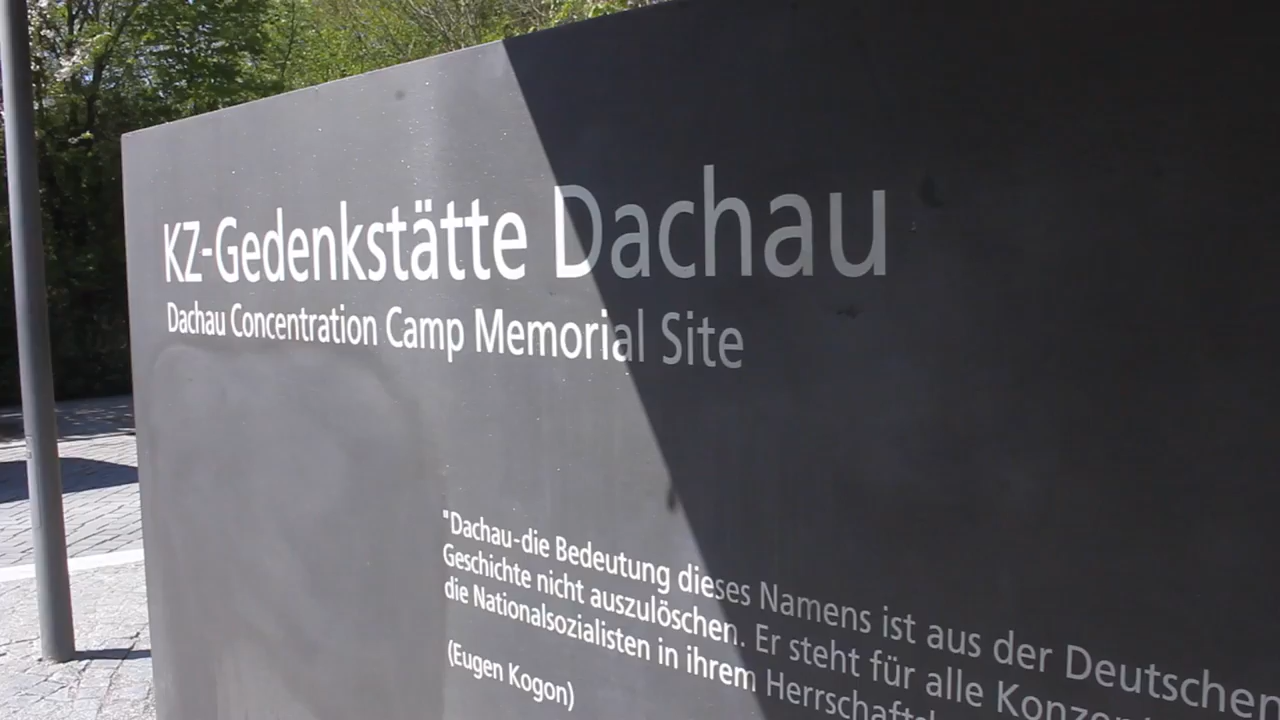 KZ-Gedenkstätte Dachau
Dachau Concentration Camp Memorial Site
"Dachau-die Bedeutung dieses Namens ist aus der Deutschen
Geschichte nicht auszulöschen. Er steht für alle
die Nationalsozialisten in ihrem
(Eugen Kogon)